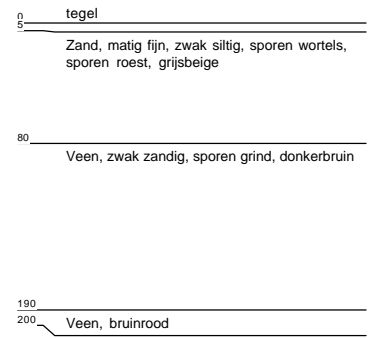 0
tegel
5
Zand, matig fijn, zwak siltig, sporen wortels,
sporen roest, grijsbeige
80
Veen, zwak zandig, sporen grind, donkerbruin
190
200
Veen, bruinrood